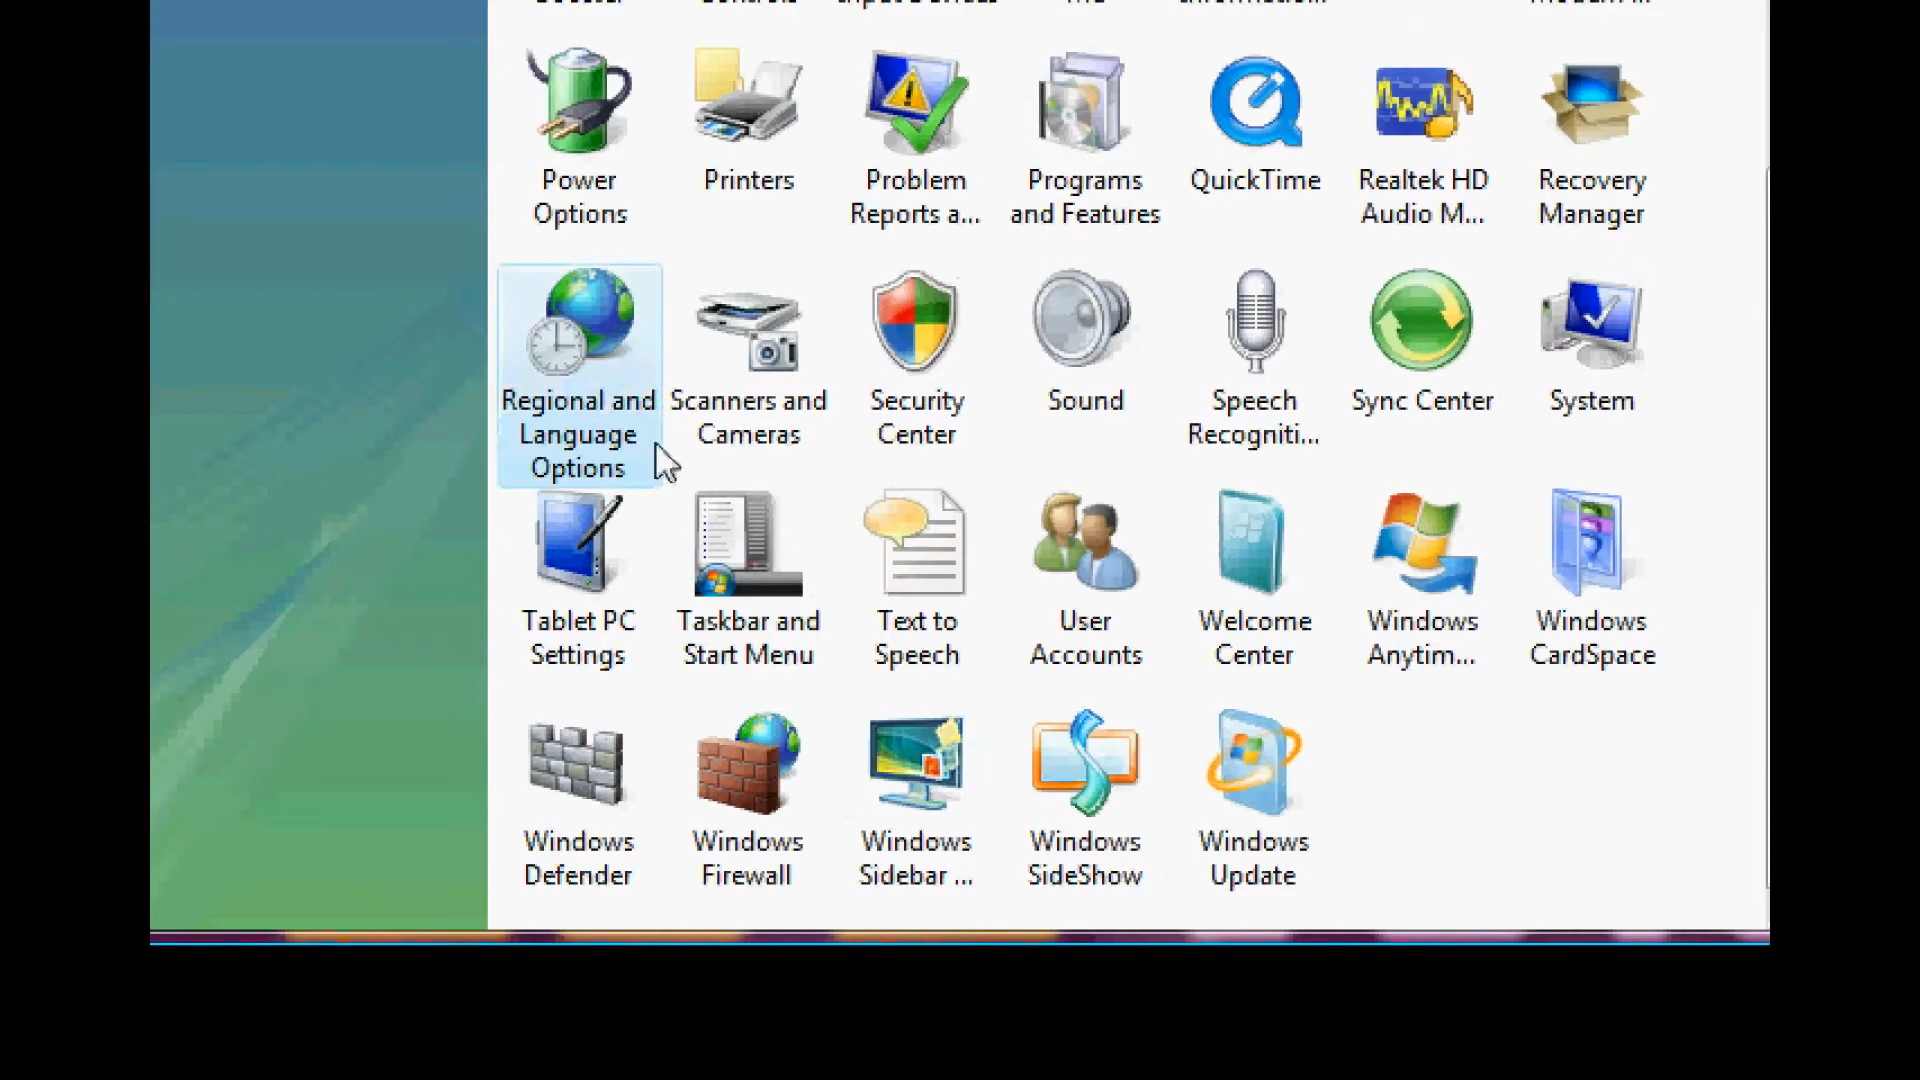 Power Options
Printers
Problem Reports a...
Programs and Features
QuickTime
Realtek HD Audio M...
Recovery Manager
Regional and Language Options
Scanners and Cameras
Security Center
Sound
Speech Recogniti...
Sync Center
System
Tablet PC Settings
Taskbar and Start Menu
Text to Speech
User Accounts
Welcome Center
Windows Anytim...
Windows CardSpace
Windows Defender
Windows Firewall
Windows Sidebar ...
Windows SideShow
Windows Update